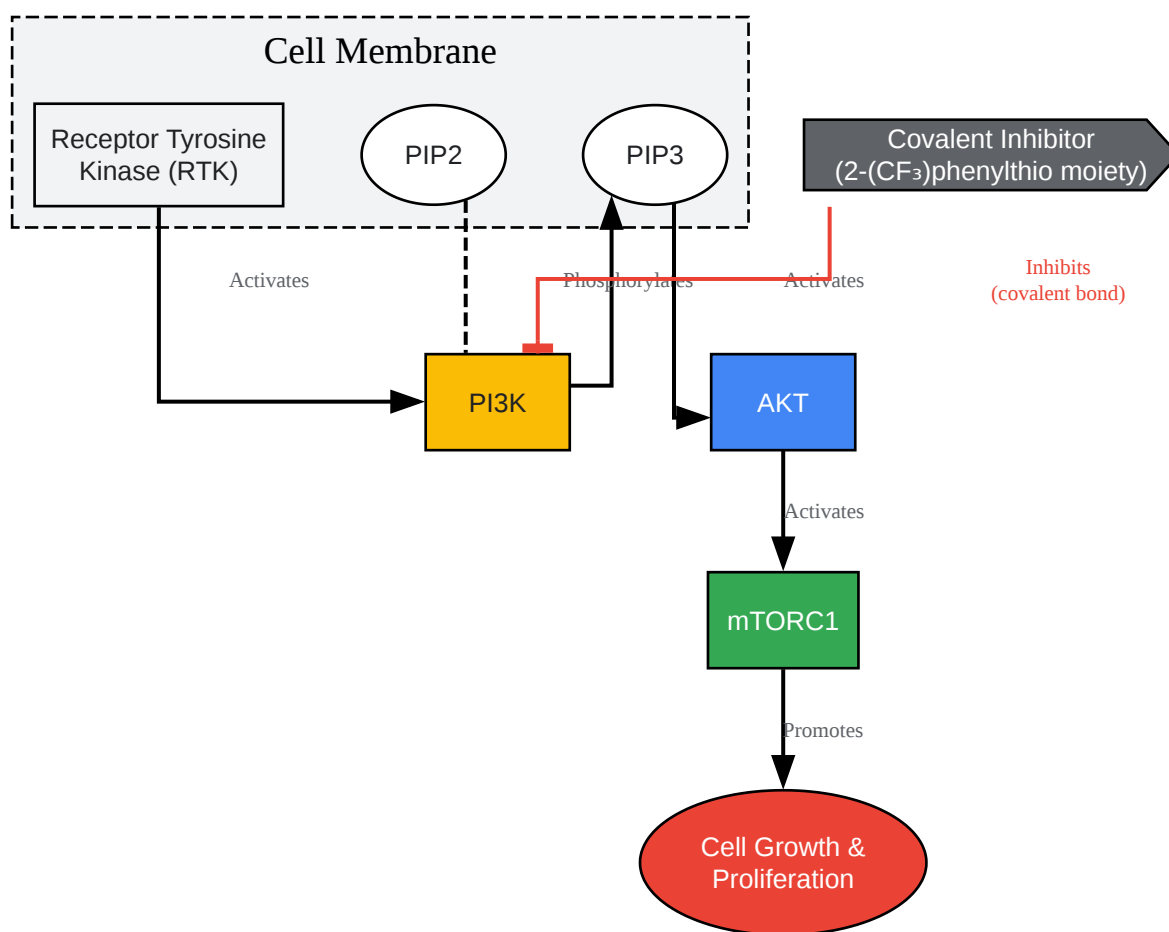 Cell Membrane
Receptor Tyrosine
Kinase (RTK)
PIP2
PIP3
Covalent Inhibitor
(2-(CF₃)phenylthio moiety)
Activates
Phosphorylates
Activates
Inhibits
(covalent bond)
PI3K
AKT
Activates
mTORC1
Promotes
Cell Growth &
Proliferation